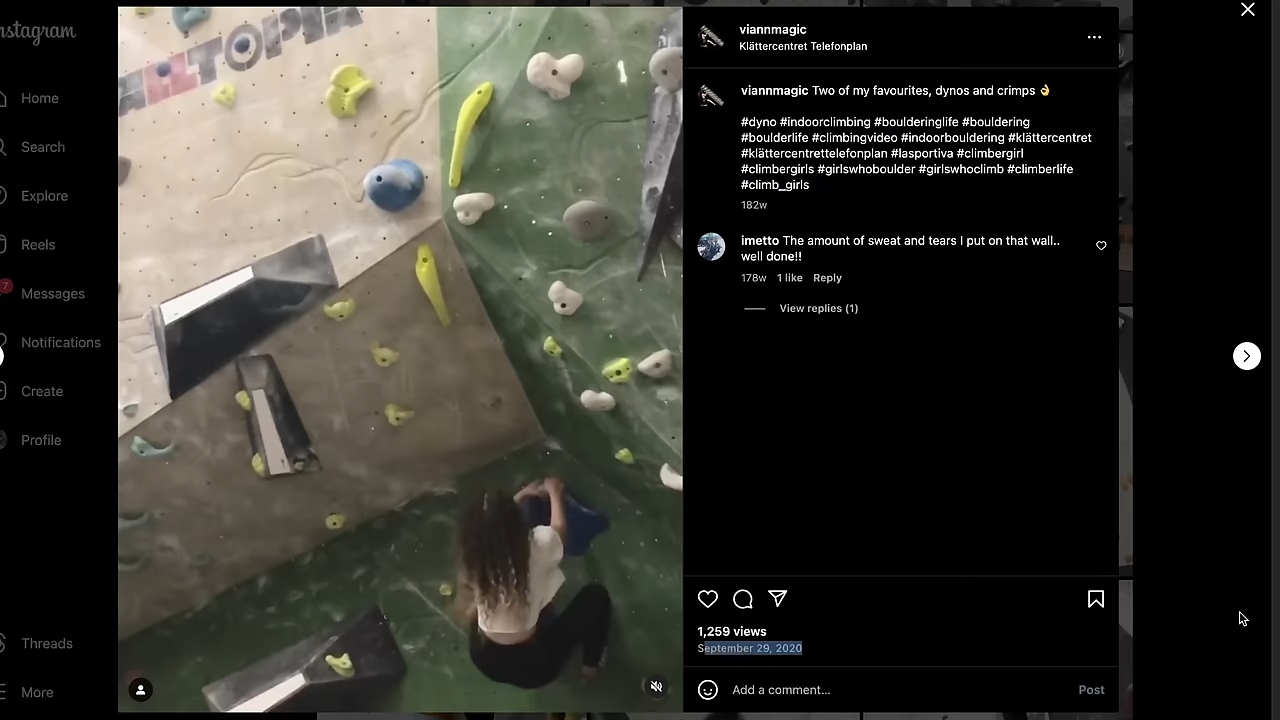 nstagram
Home
Search
Explore
Reels
7
Messages
Notifications
Create
Profile
Threads
More
TOPIA
viannmagic
Klättercentret Telefonplan
viannmagic Two of my favourites, dynos and crimps 👌
#dyno #indoorclimbing #boulderinglife #bouldering
#boulderlife #climbingvideo #indoorbouldering #klättercentret
#klättercentrettelefonplan #lasportiva #climbergirl
#climbergirls #girlswhoboulder #girlswhoclimb #climberlife
#climb_girls
182w
imetto The amount of sweat and tears I put on that wall..
well done!!
178w 1 like Reply
View replies (1)
1,259 views
September 29, 2020
Add a comment... Post